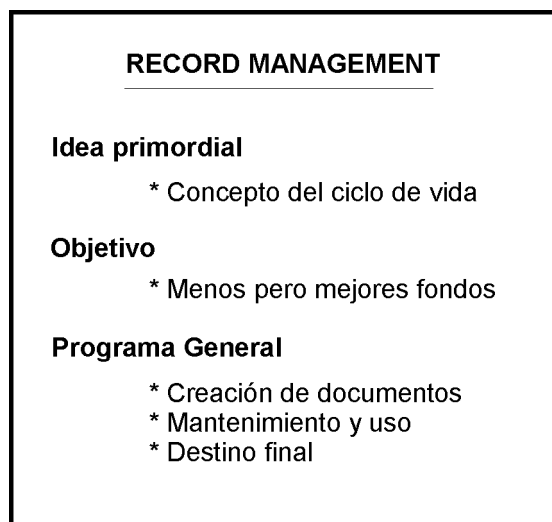 RECORD MANAGEMENT
Idea primordial
* Concepto del ciclo de vida
Objetivo
* Menos pero mejores fondos
Programa General
* Creación de documentos
* Mantenimiento y uso
* Destino final